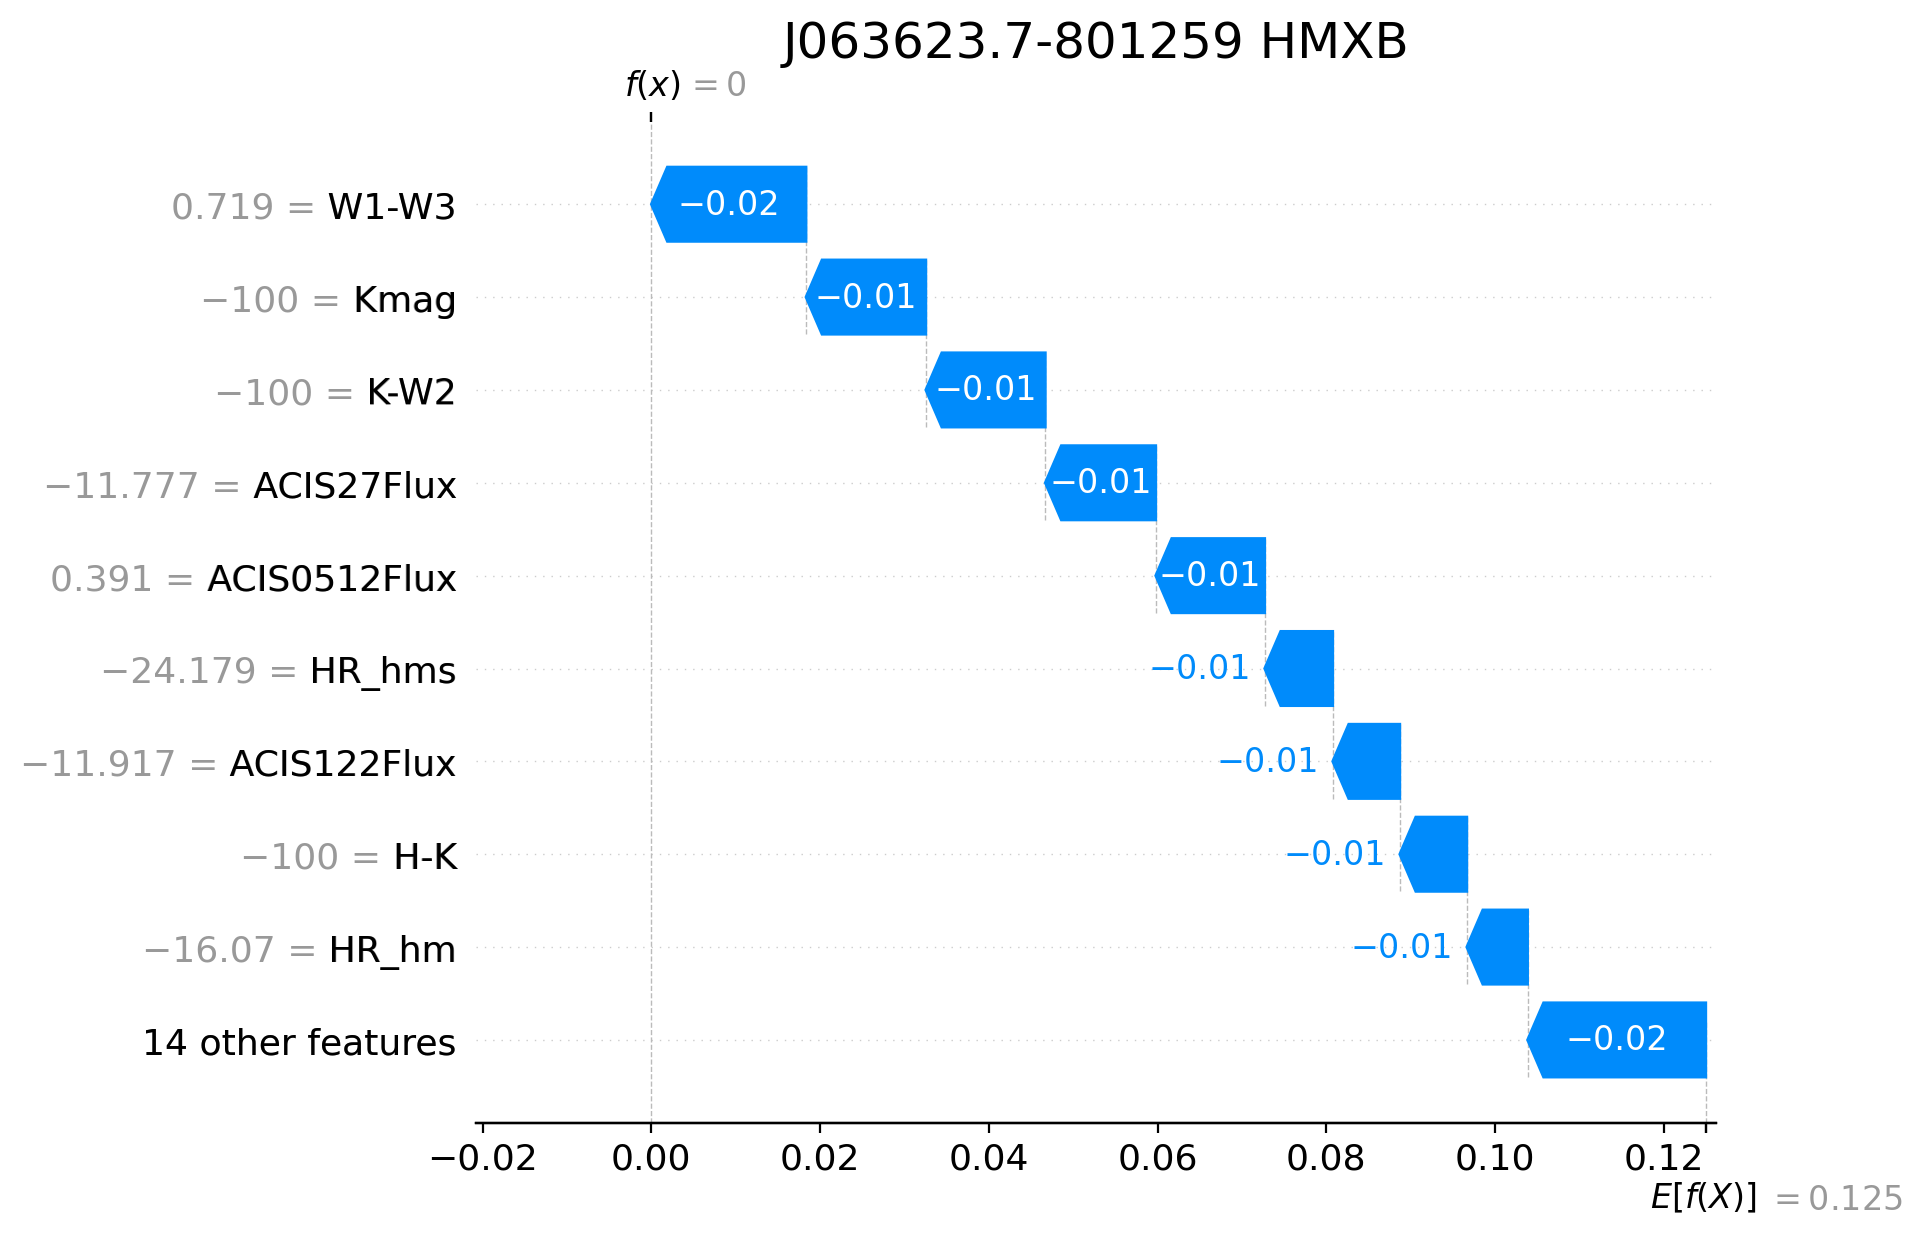 J063623.7-801259 HMXB
f(x) = 0
0.719 = W1-W3
−0.02
−100 = Kmag
−0.01
−100 = K-W2
−0.01
−11.777 = ACIS27Flux
−0.01
0.391 = ACIS0512Flux
−0.01
−24.179 = HR_hms
−0.01
−11.917 = ACIS122Flux
−0.01
−100 = H-K
−0.01
−16.07 = HR_hm
−0.01
14 other features
−0.02
−0.02 0.00 0.02 0.04 0.06 0.08 0.10 0.12
E[f(X)] = 0.125